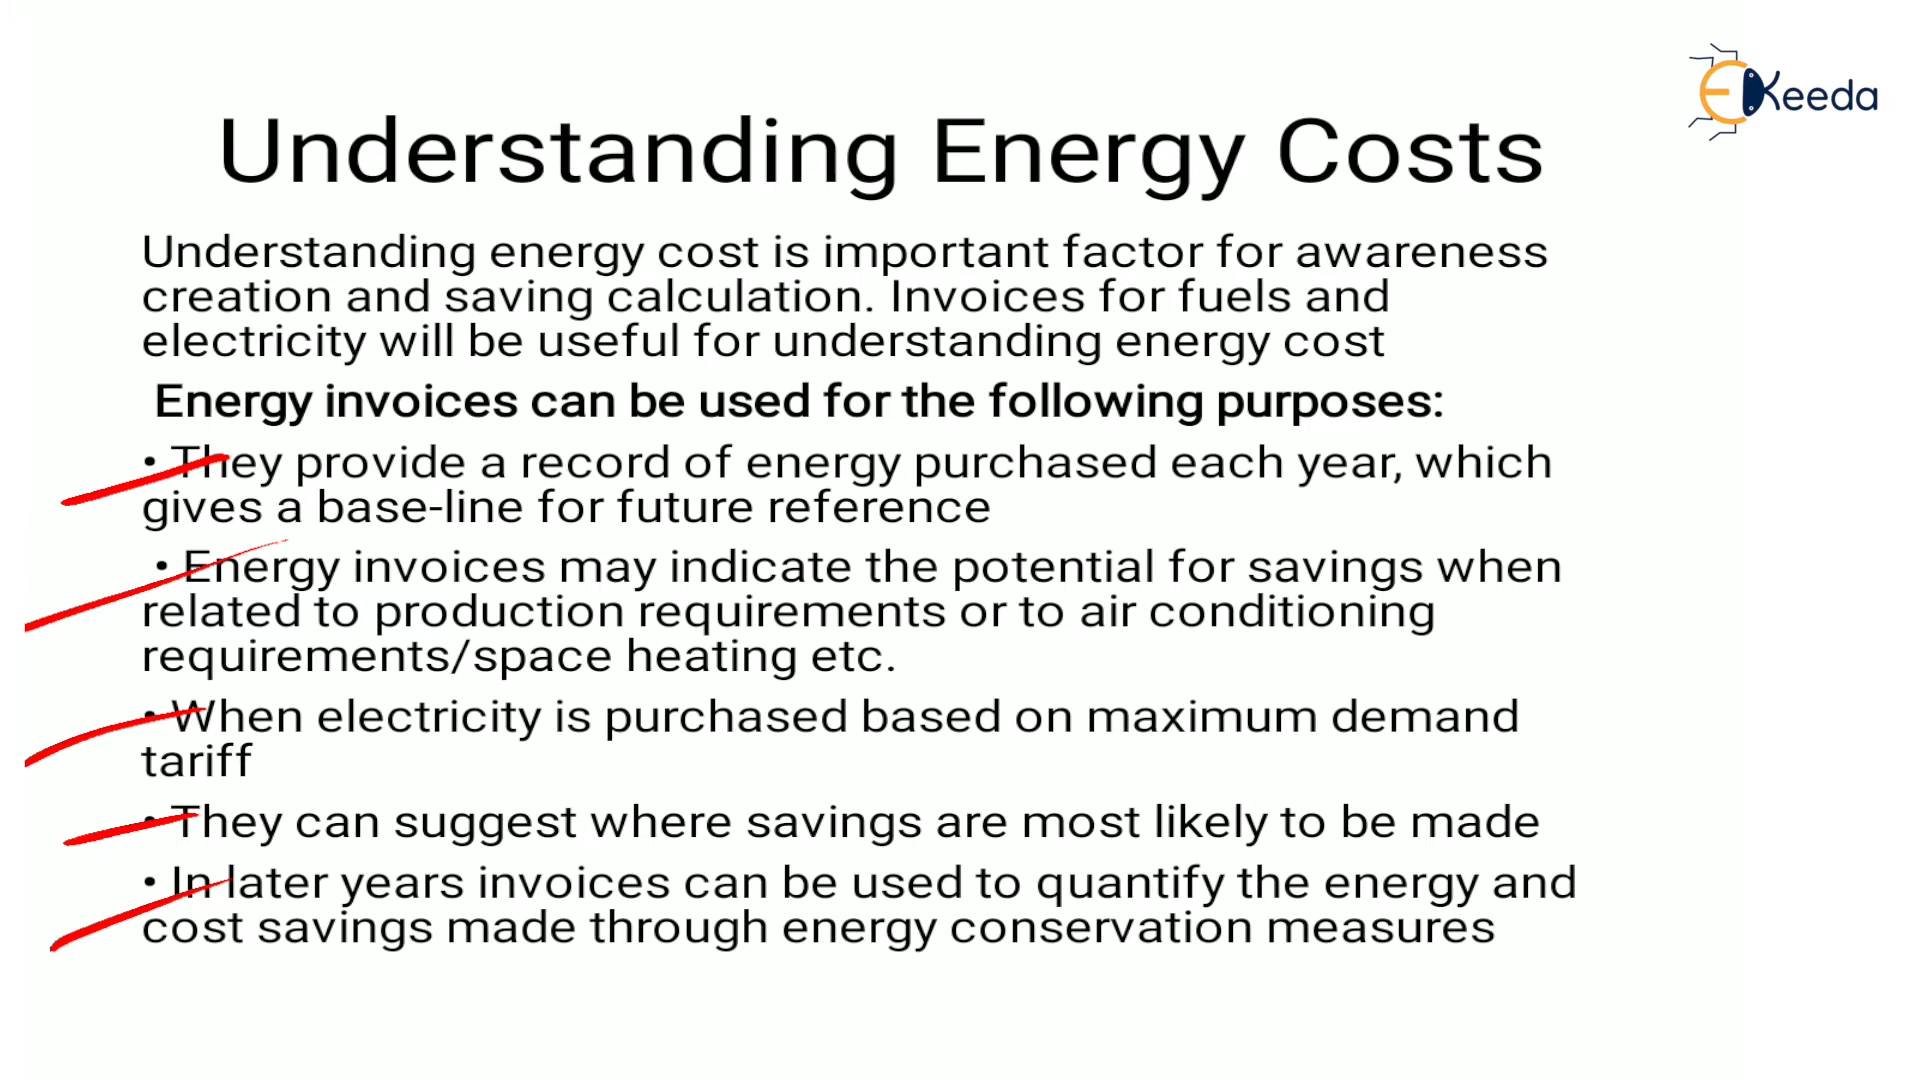 EKeeda
Understanding Energy Costs
Understanding energy cost is important factor for awareness
creation and saving calculation. Invoices for fuels and
electricity will be useful for understanding energy cost
Energy invoices can be used for the following purposes:
• They provide a record of energy purchased each year, which
gives a base-line for future reference
• Energy invoices may indicate the potential for savings when
related to production requirements or to air conditioning
requirements/space heating etc.
• When electricity is purchased based on maximum demand
tariff
• They can suggest where savings are most likely to be made
• In later years invoices can be used to quantify the energy and
cost savings made through energy conservation measures